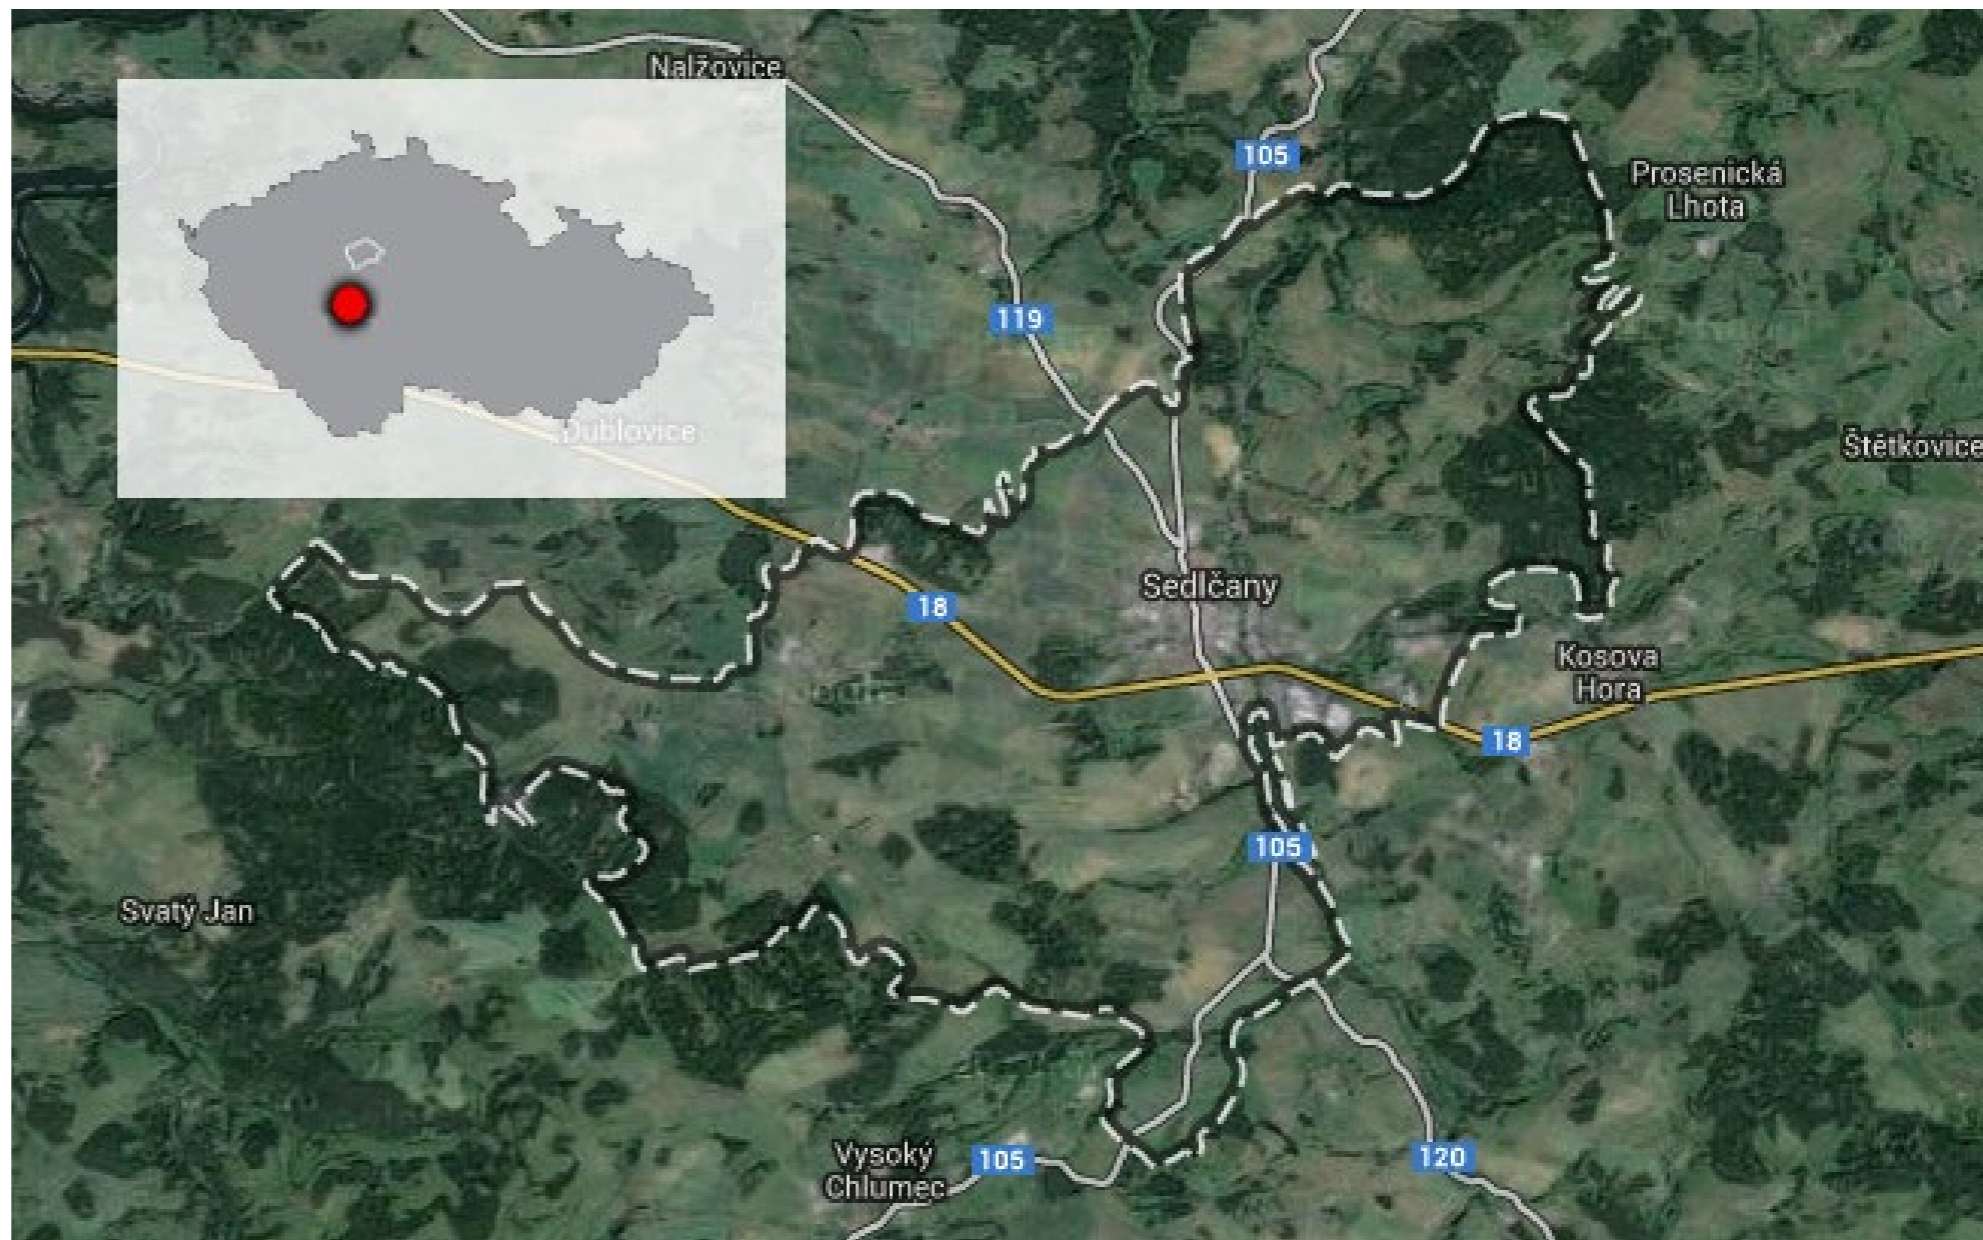 Nalžovice
105
Prosenická
Lhota
119
Dublovice
Štětkovice
Sedlčany
18
Kosova
Hora
18
105
Svatý Jan
Vysoký
Chlumec
105
120